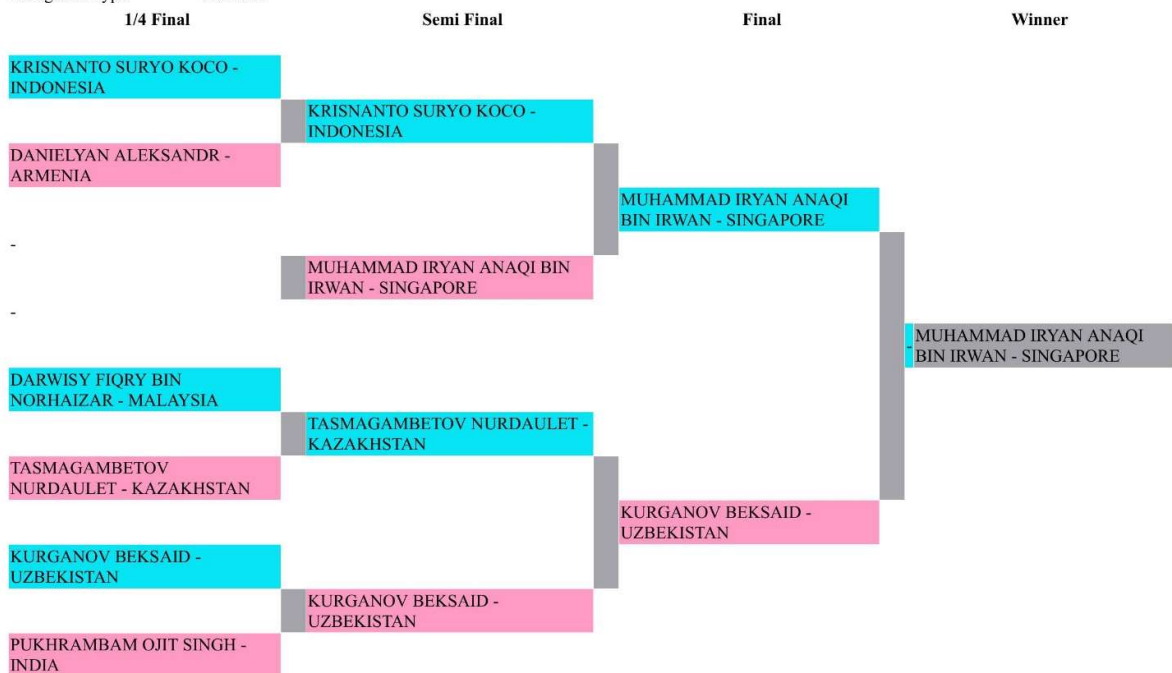 1/4 Final
Semi Final
Final
Winner
KRISNANTO SURYO KOCO -
INDONESIA
DANIELYAN ALEKSANDR -
ARMENIA
-
-
DARWISY FIQRY BIN
NORHAIZAR - MALAYSIA
TASMAGAMBETOV
NURDAULET - KAZAKHSTAN
KURGANOV BEKSAID -
UZBEKISTAN
PUKHRAMBAM OJIT SINGH -
INDIA
KRISNANTO SURYO KOCO -
INDONESIA
MUHAMMAD IRYAN ANAQI BIN
IRWAN - SINGAPORE
TASMAGAMBETOV NURDAULET -
KAZAKHSTAN
KURGANOV BEKSAID -
UZBEKISTAN
MUHAMMAD IRYAN ANAQI
BIN IRWAN - SINGAPORE
KURGANOV BEKSAID -
UZBEKISTAN
-
MUHAMMAD IRYAN ANAQI
BIN IRWAN - SINGAPORE